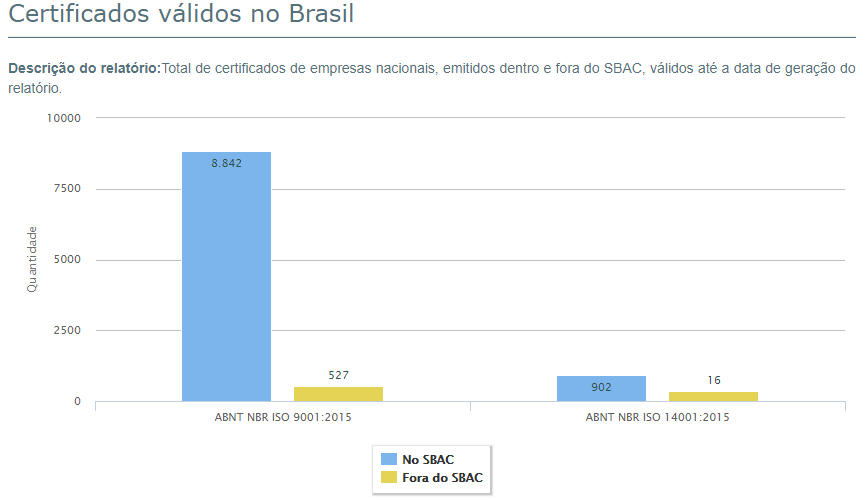 Certificados válidos no Brasil
Descrição do relatório:Total de certificados de empresas nacionais, emitidos dentro e fora do SBAC, válidos até a data de geração do
relatório.
10000
7500
5000
2500
0
Quantidade
8.842
527
902
16
ABNT NBR ISO 9001:2015
ABNT NBR ISO 14001:2015
No SBAC
Fora do SBAC